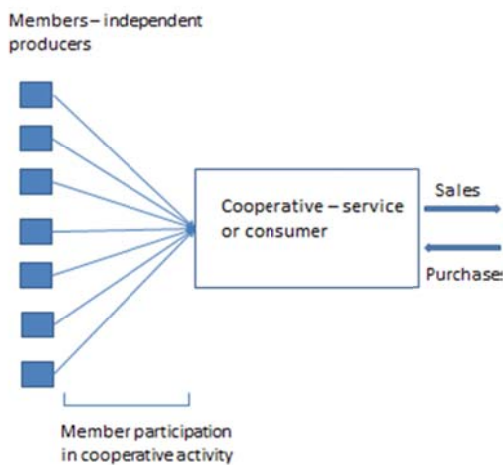 Members – independent
producers
Cooperative – service
or consumer
Sales
Purchases
Member participation
in cooperative activity